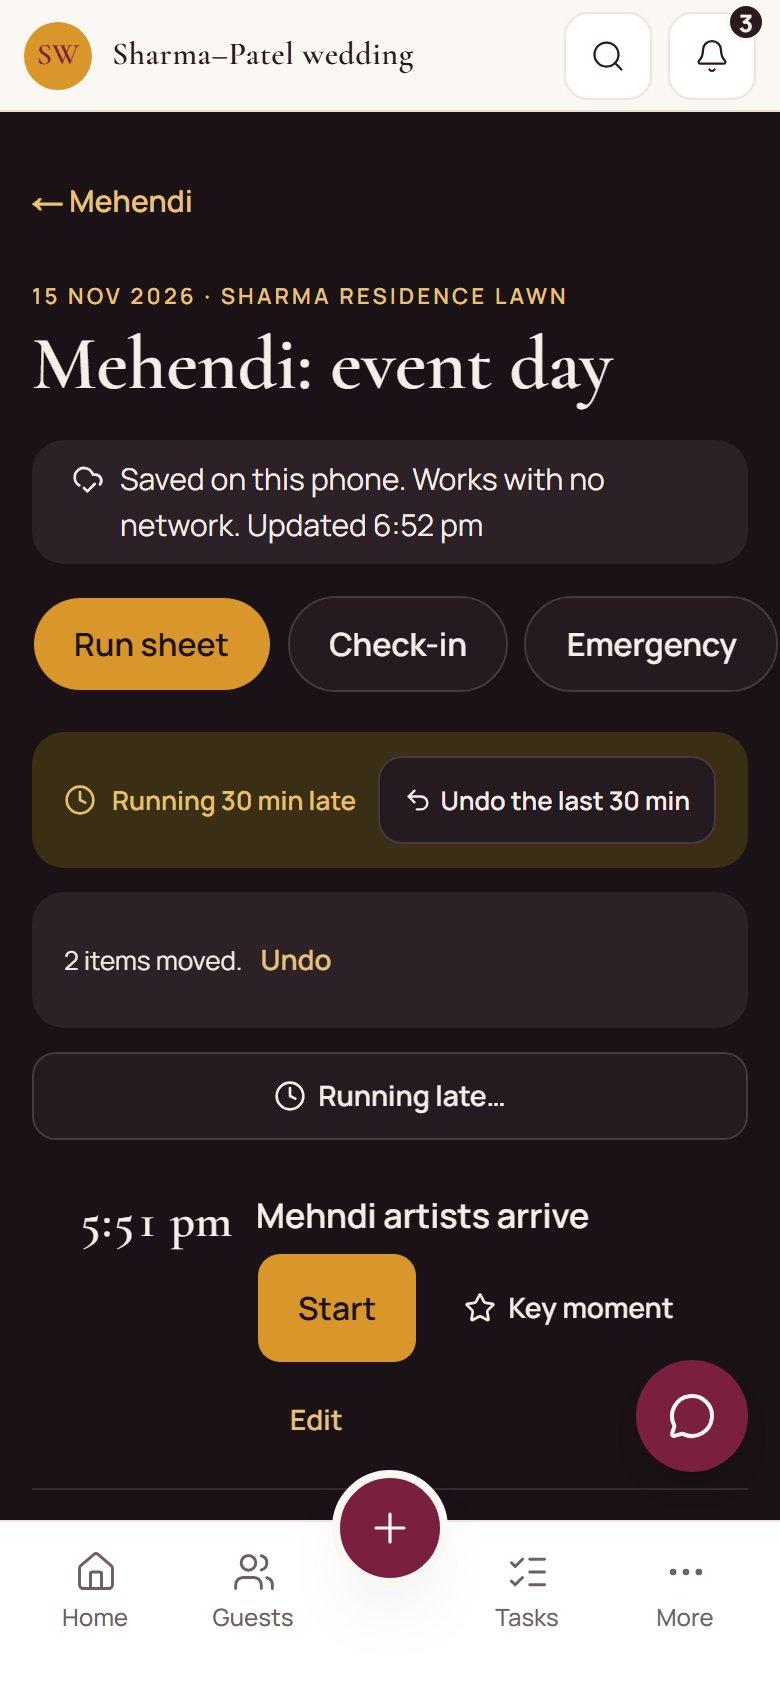 SW Sharma–Patel wedding 3
← Mehendi
15 NOV 2026 · SHARMA RESIDENCE LAWN
Mehendi: event day
Saved on this phone. Works with no
network. Updated 6:52 pm
Run sheet Check-in Emergency
Running 30 min late Undo the last 30 min
2 items moved. Undo
Running late...
5:51 pm Mehndi artists arrive
Start Key moment
Edit
Home Guests Tasks More